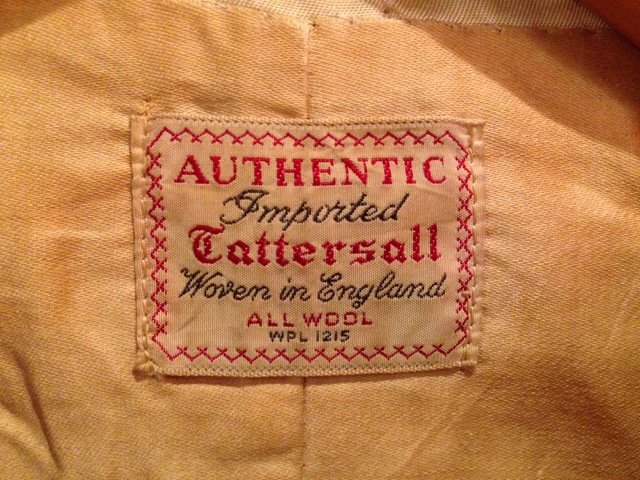 AUTHENTIC
Imported
Tattersall
Woven in England
ALL WOOL
WPL 1215